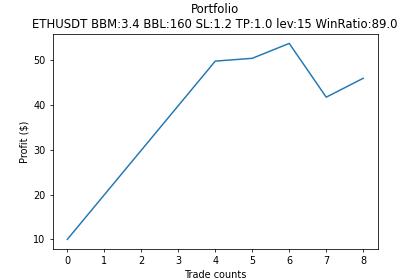 Portfolio
ETHUSDT BBM:3.4 BBL:160 SL:1.2 TP:1.0 lev:15 WinRatio:89.0
50
40
30
20
10
Profit ($)
0 1 2 3 4 5 6 7 8
Trade counts